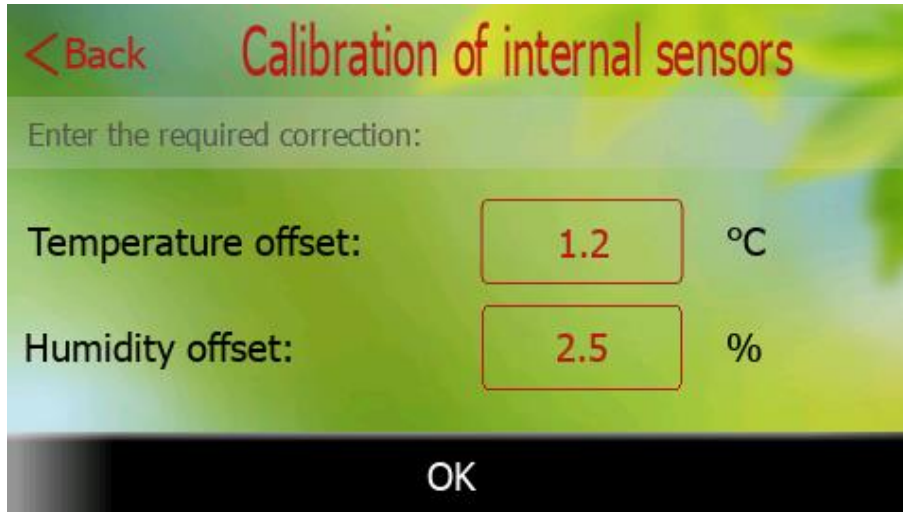 <Back Calibration of internal sensors
Enter the required correction:
Temperature offset: 1.2 °C
Humidity offset: 2.5 %
OK